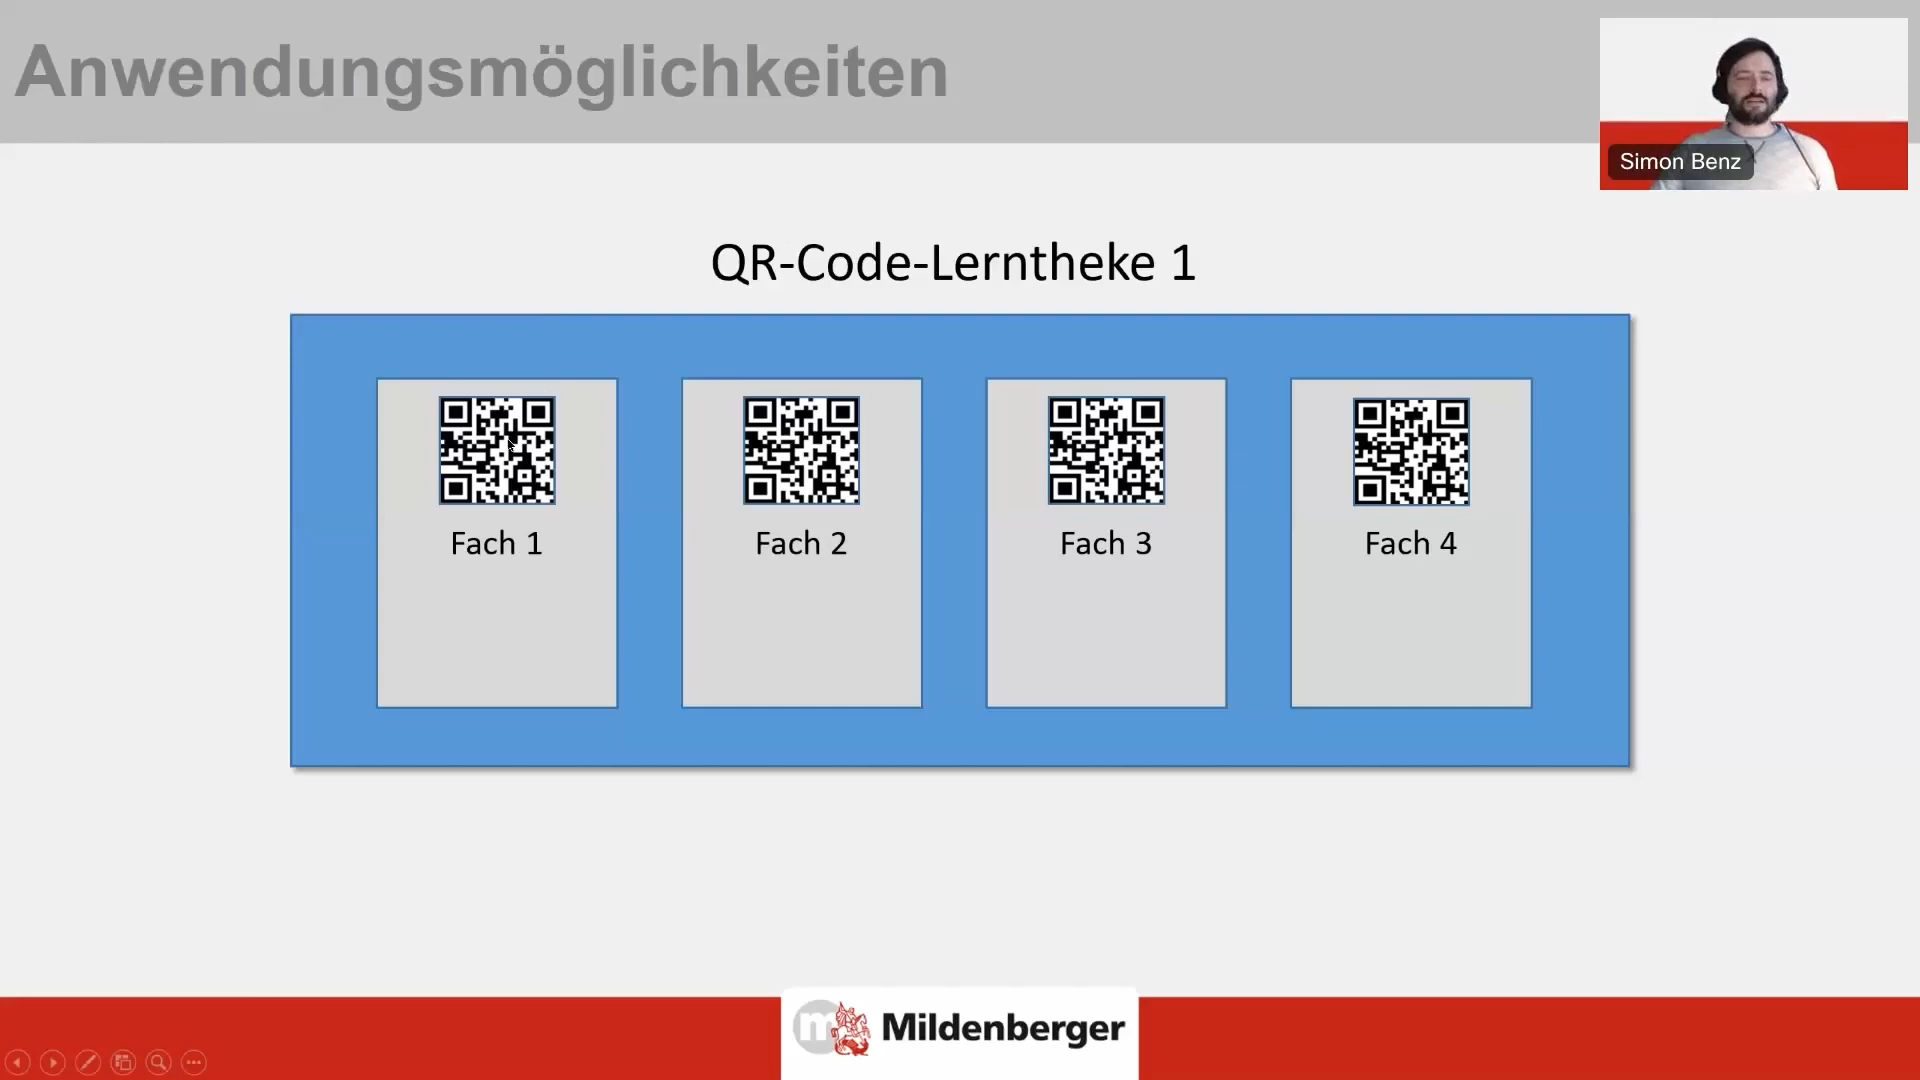 Anwendungsmöglichkeiten
Simon Benz
QR-Code-Lerntheke 1
Fach 1
Fach 2
Fach 3
Fach 4
m Mildenberger